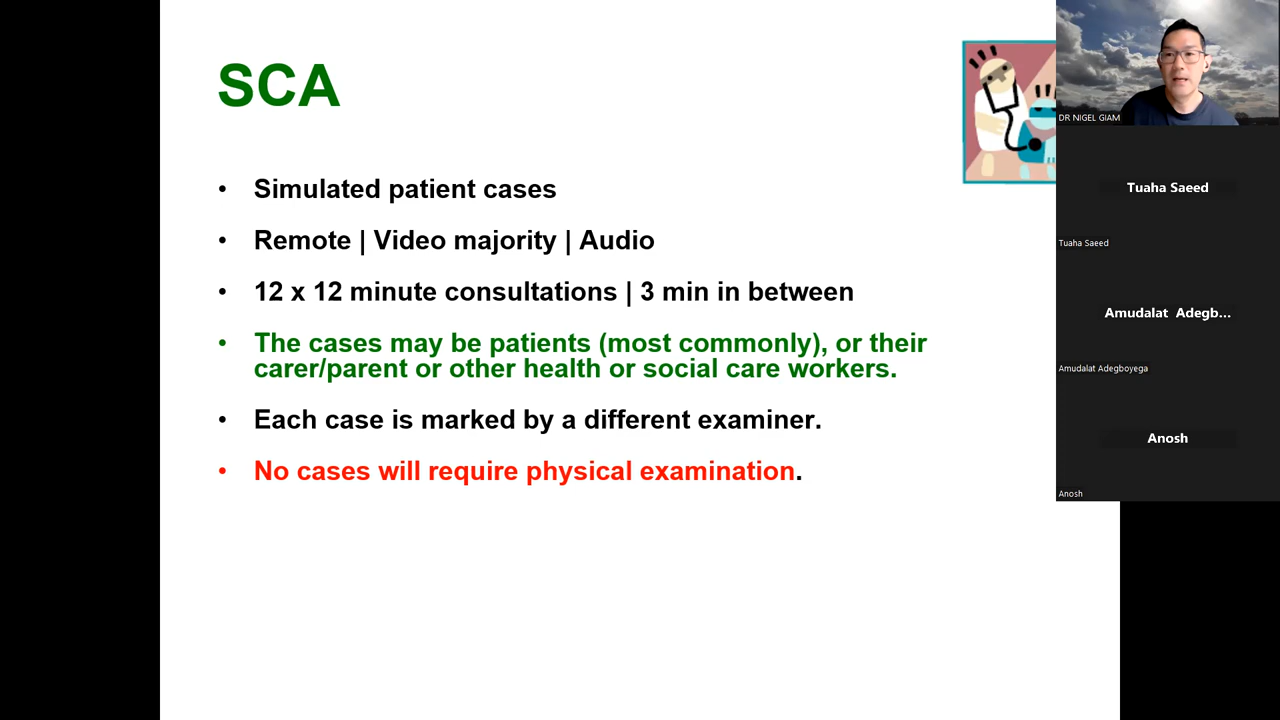 SCA
• Simulated patient cases
• Remote | Video majority | Audio
• 12 x 12 minute consultations | 3 min in between
• The cases may be patients (most commonly), or their
carer/parent or other health or social care workers.
• Each case is marked by a different examiner.
• No cases will require physical examination.
DR NIGEL GIAM
Tuaha Saeed
Tuaha Saeed
Amudalat Adegb...
Amudalat Adegboyega
Anosh
Anosh